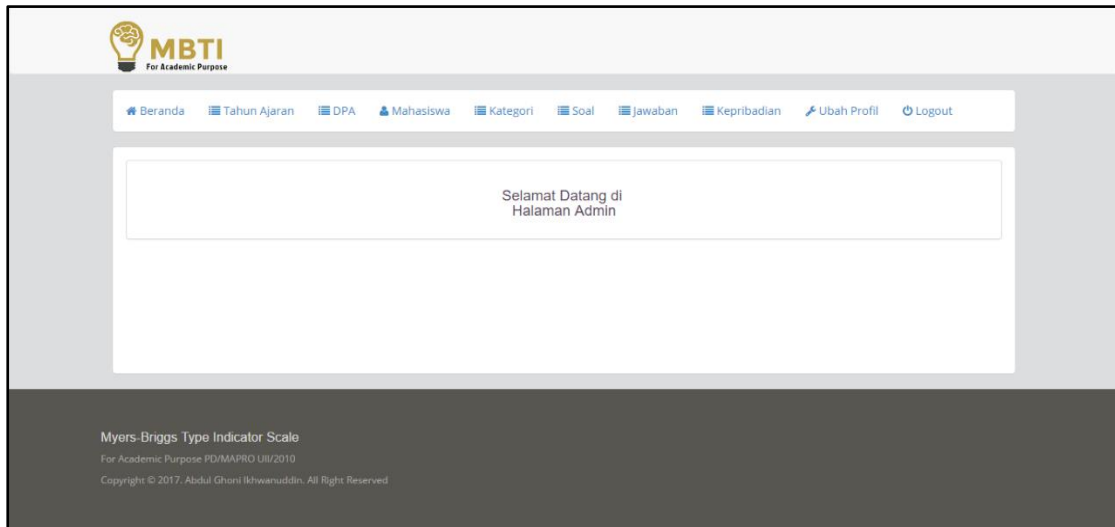 MBTI
For Academic Purpose
Beranda Tahun Ajaran DPA Mahasiswa Kategori Soal Jawaban Kepribadian Ubah Profil Logout
Selamat Datang di
Halaman Admin
Myers-Briggs Type Indicator Scale
For Academic Purpose PD/MAPRO UII/2010
Copyright © 2017. Abdul Ghoni Ikhwanuddin. All Right Reserved